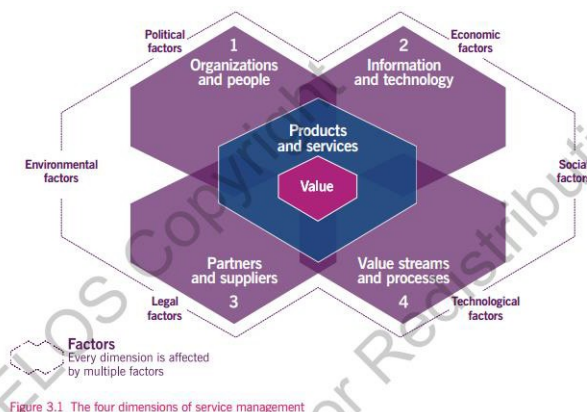 Political
factors
Economic
factors
1
Organizations
and people
2
Information
and technology
Products
and services
Value
Environmental
factors
Social
factors
Partners
and suppliers
3
Value streams
and processes
4
Legal
factors
Technological
factors
Factors
Every dimension is affected
by multiple factors
Figure 3.1 The four dimensions of service management
Copyright